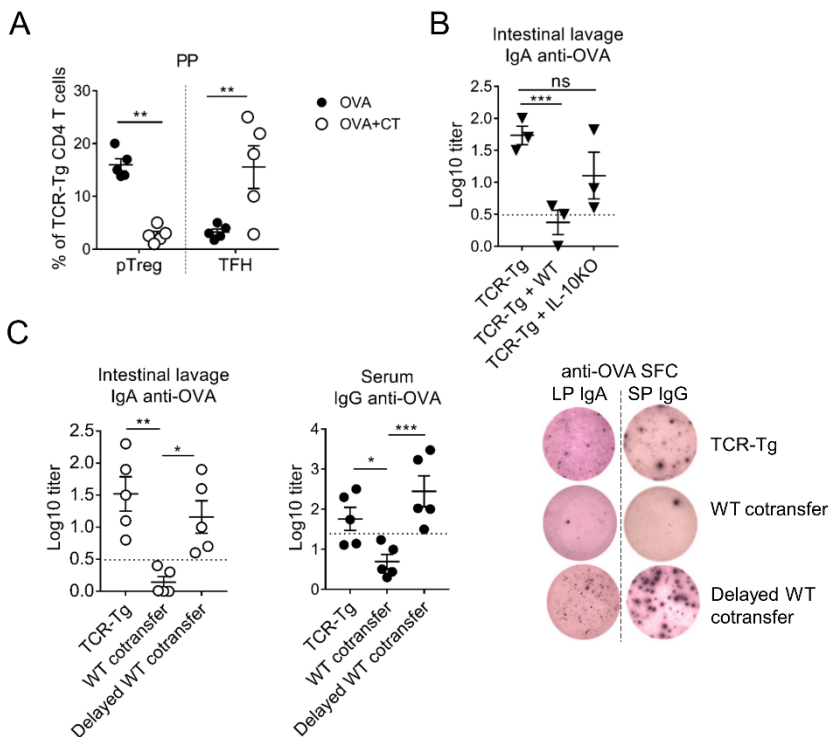 A
PP
% of TCR-Tg CD4 T cells
30
20
10
0
**
**
pTreg
TFH
OVA
OVA+CT
B
Intestinal lavage
IgA anti-OVA
Log10 titer
2.5
2.0
1.5
1.0
0.5
0.0
ns
***
TCR-Tg
TCR-Tg + WT
TCR-Tg + IL-10KO
C
Intestinal lavage
IgA anti-OVA
Log10 titer
2.5
2.0
1.5
1.0
0.5
0.0
**
*
TCR-Tg
WT cotransfer
Delayed WT cotransfer
Serum
IgG anti-OVA
Log10 titer
4
2
1
0
*
***
TCR-Tg
WT cotransfer
Delayed WT cotransfer
anti-OVA SFC
LP IgA
SP IgG
TCR-Tg
WT cotransfer
Delayed WT
cotransfer